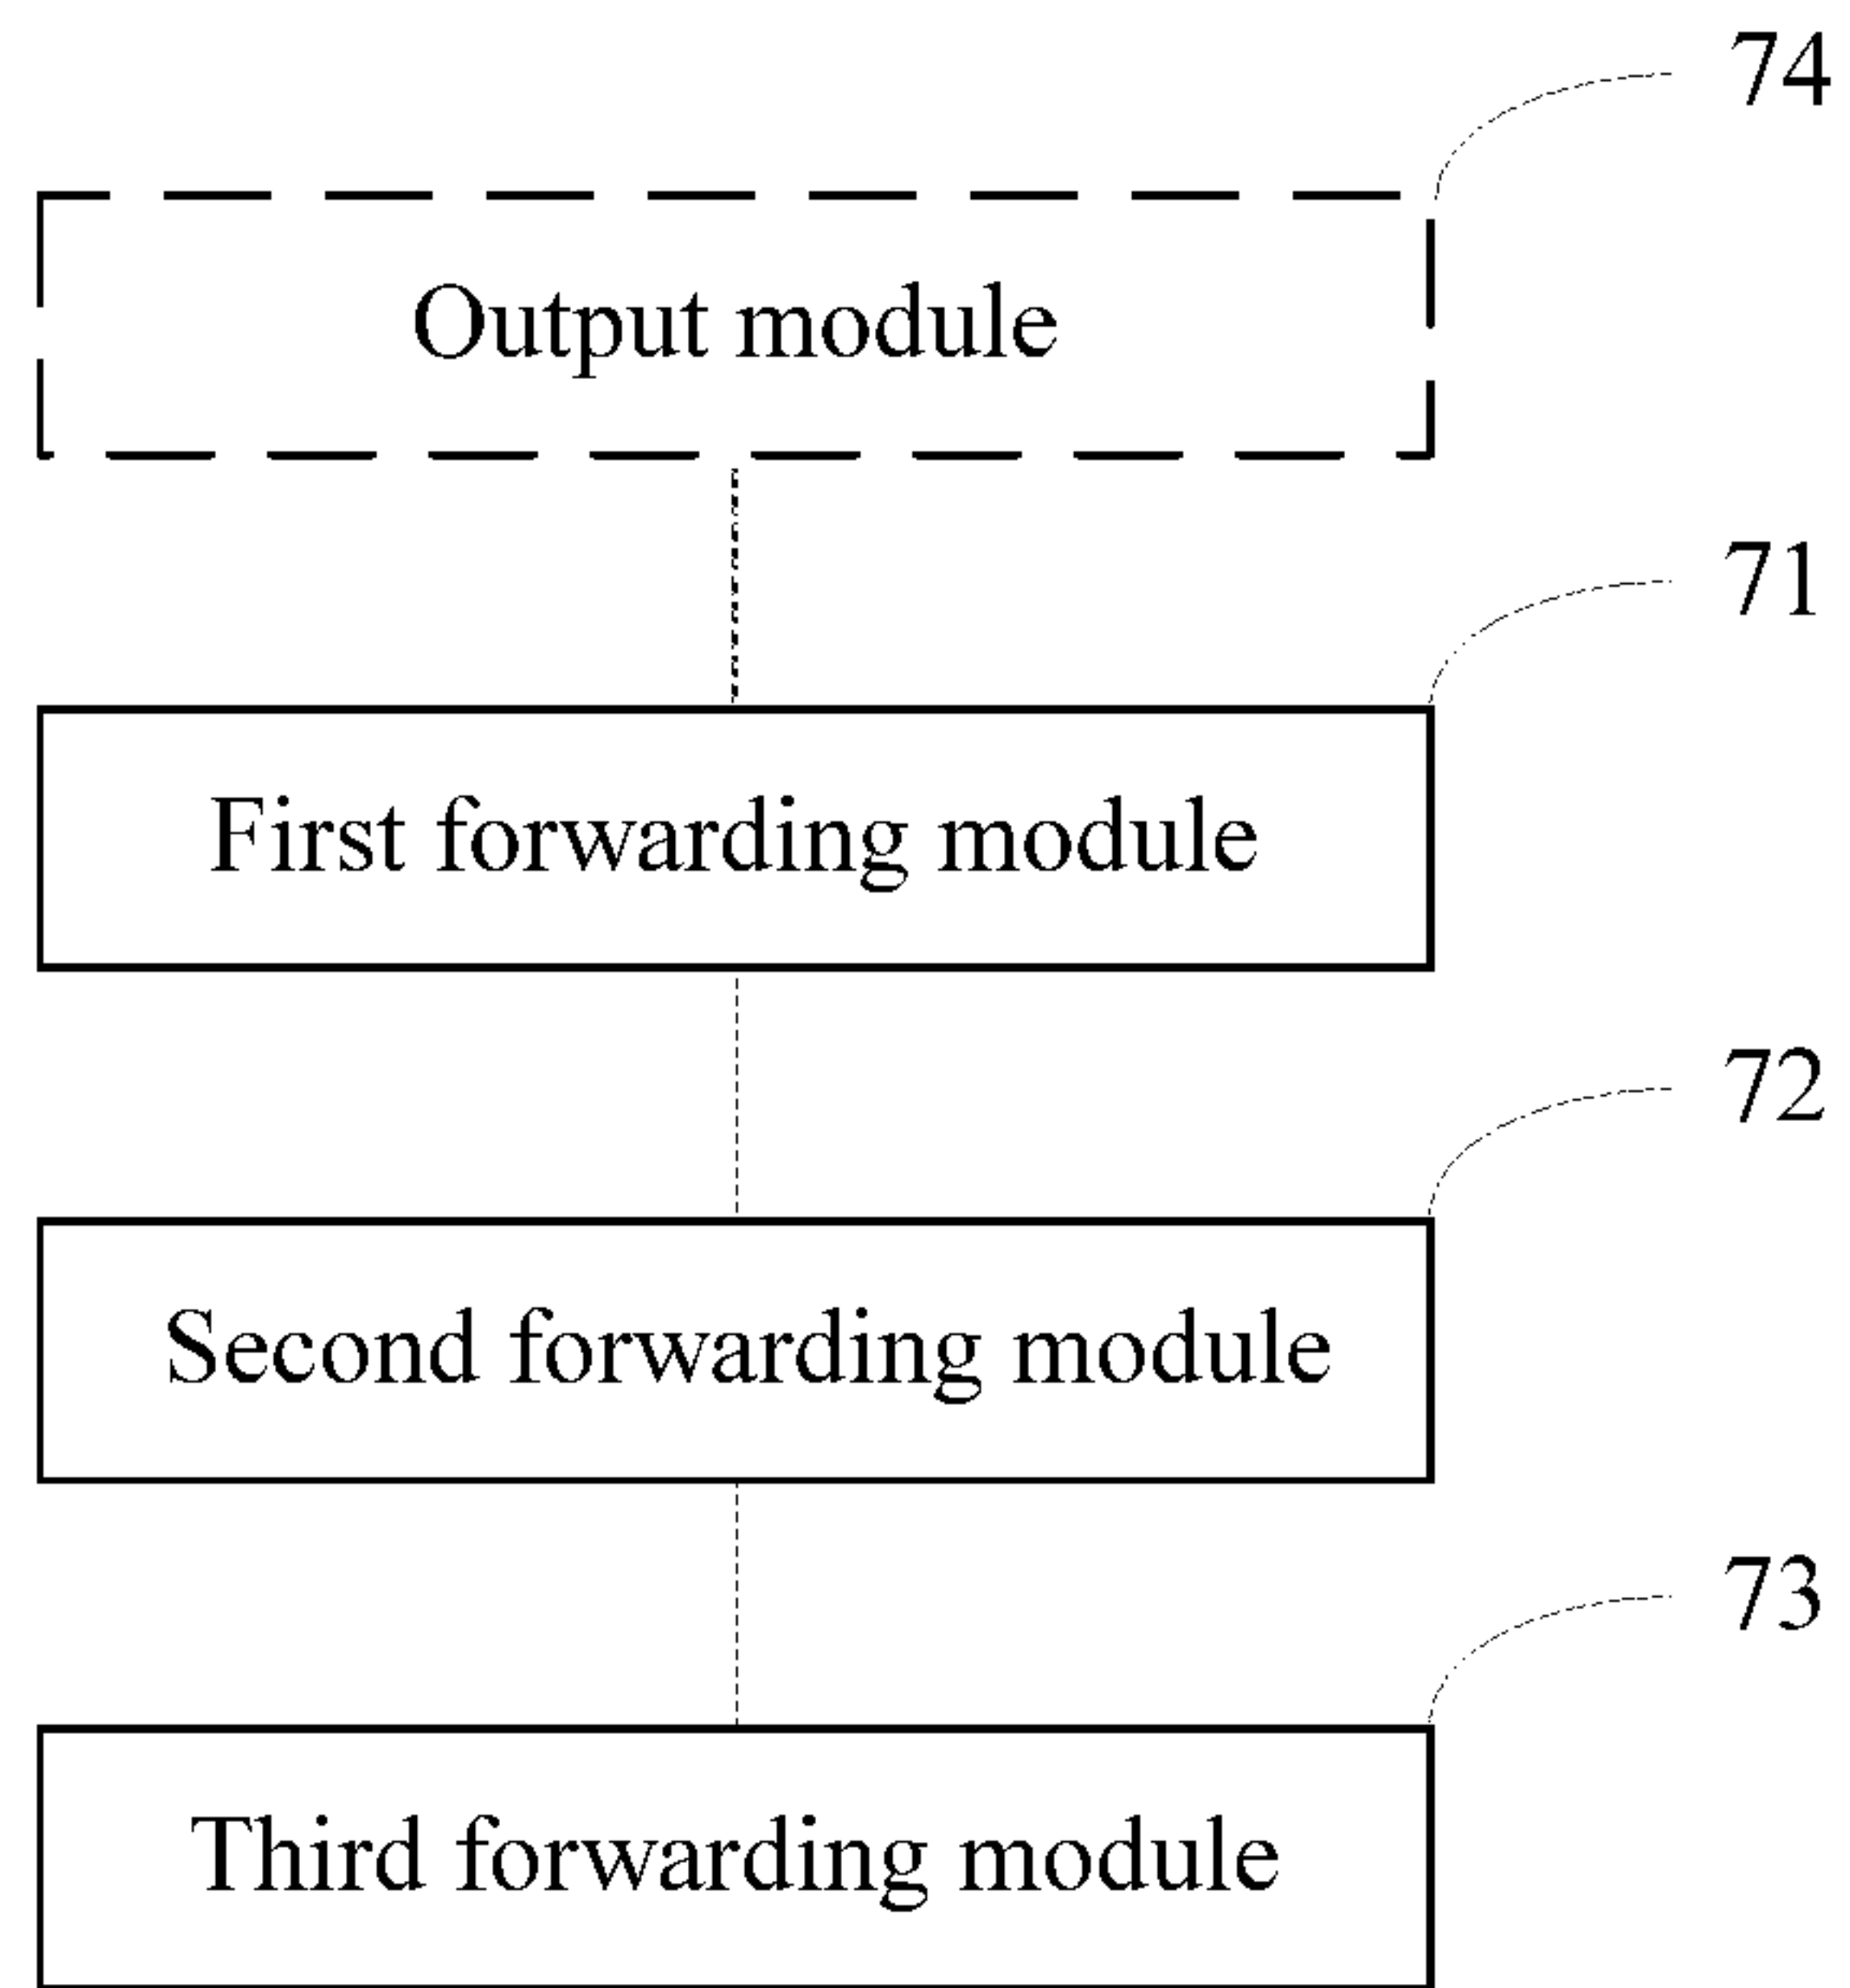 74
Output module
71
First forwarding module
72
Second forwarding module
73
Third forwarding module